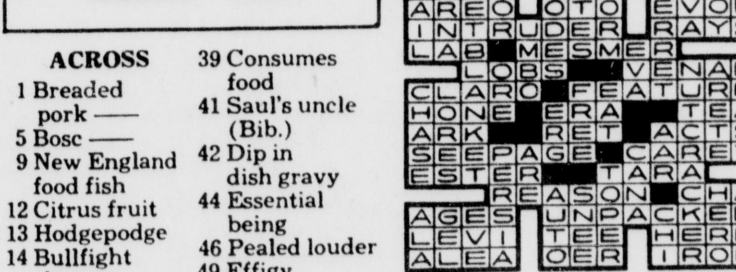 ACROSS
1 Breaded
pork —
5 Bosc —
9 New England
food fish
12 Citrus fruit
13 Hodgepodge
14 Bullfight
39 Consumes
food
41 Saul's uncle
(Bib.)
42 Dip in
dish gravy
44 Essential
being
46 Pealed louder
49 Effigy
AREO OTO EVO
INTRUDER RAY
LAB MESMER
LOBS VENA
CLARO FEATUR
HONE ERA TE
ARK RET ACT
SEEPAGE CARE
ESTER TARA
REASON CH
AGES UNPACKE
LEVI TEE HER
ALEA OER IRO